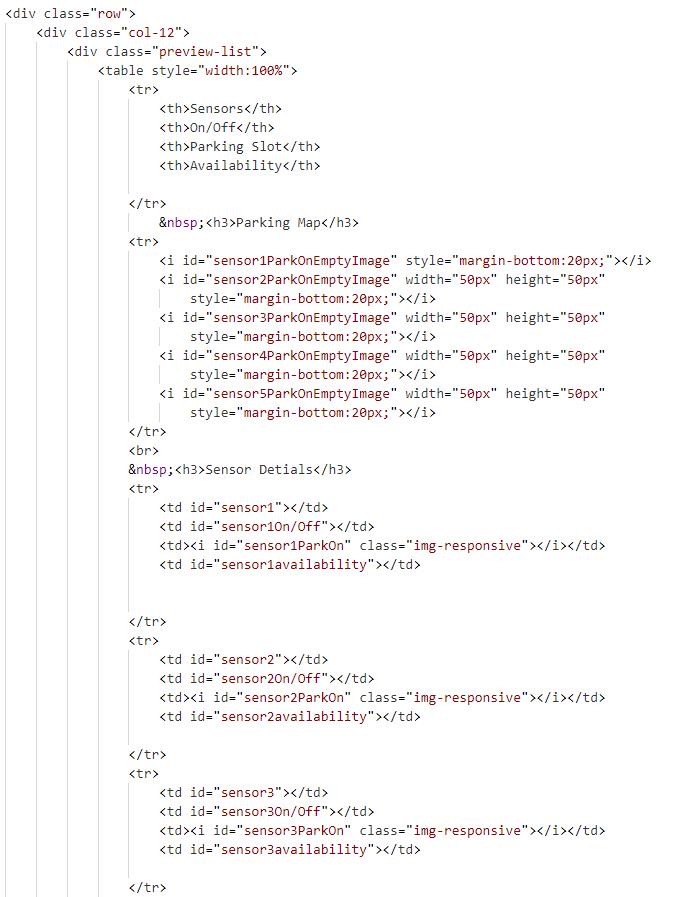 <div class="row">
<div class="col-12">
<div class="preview-list">
<table style="width:100%">
<tr>
<th>Sensors</th>
<th>On/Off</th>
<th>Parking Slot</th>
<th>Availability</th>
</tr>
&nbsp;<h3>Parking Map</h3>
<tr>
<i id="sensor1ParkOnEmptyImage" style="margin-bottom:20px;"></i>
<i id="sensor2ParkOnEmptyImage" width="50px" height="50px"
style="margin-bottom:20px;"></i>
<i id="sensor3ParkOnEmptyImage" width="50px" height="50px"
style="margin-bottom:20px;"></i>
<i id="sensor4ParkOnEmptyImage" width="50px" height="50px"
style="margin-bottom:20px;"></i>
<i id="sensor5ParkOnEmptyImage" width="50px" height="50px"
style="margin-bottom:20px;"></i>
</tr>
<br>
&nbsp;<h3>Sensor Detials</h3>
<tr>
<td id="sensor1"></td>
<td id="sensor1On/Off"></td>
<td><i id="sensor1ParkOn" class="img-responsive"></i></td>
<td id="sensor1availability"></td>
</tr>
<tr>
<td id="sensor2"></td>
<td id="sensor2On/Off"></td>
<td><i id="sensor2ParkOn" class="img-responsive"></i></td>
<td id="sensor2availability"></td>
</tr>
<tr>
<td id="sensor3"></td>
<td id="sensor3On/Off"></td>
<td><i id="sensor3ParkOn" class="img-responsive"></i></td>
<td id="sensor3availability"></td>
</tr>